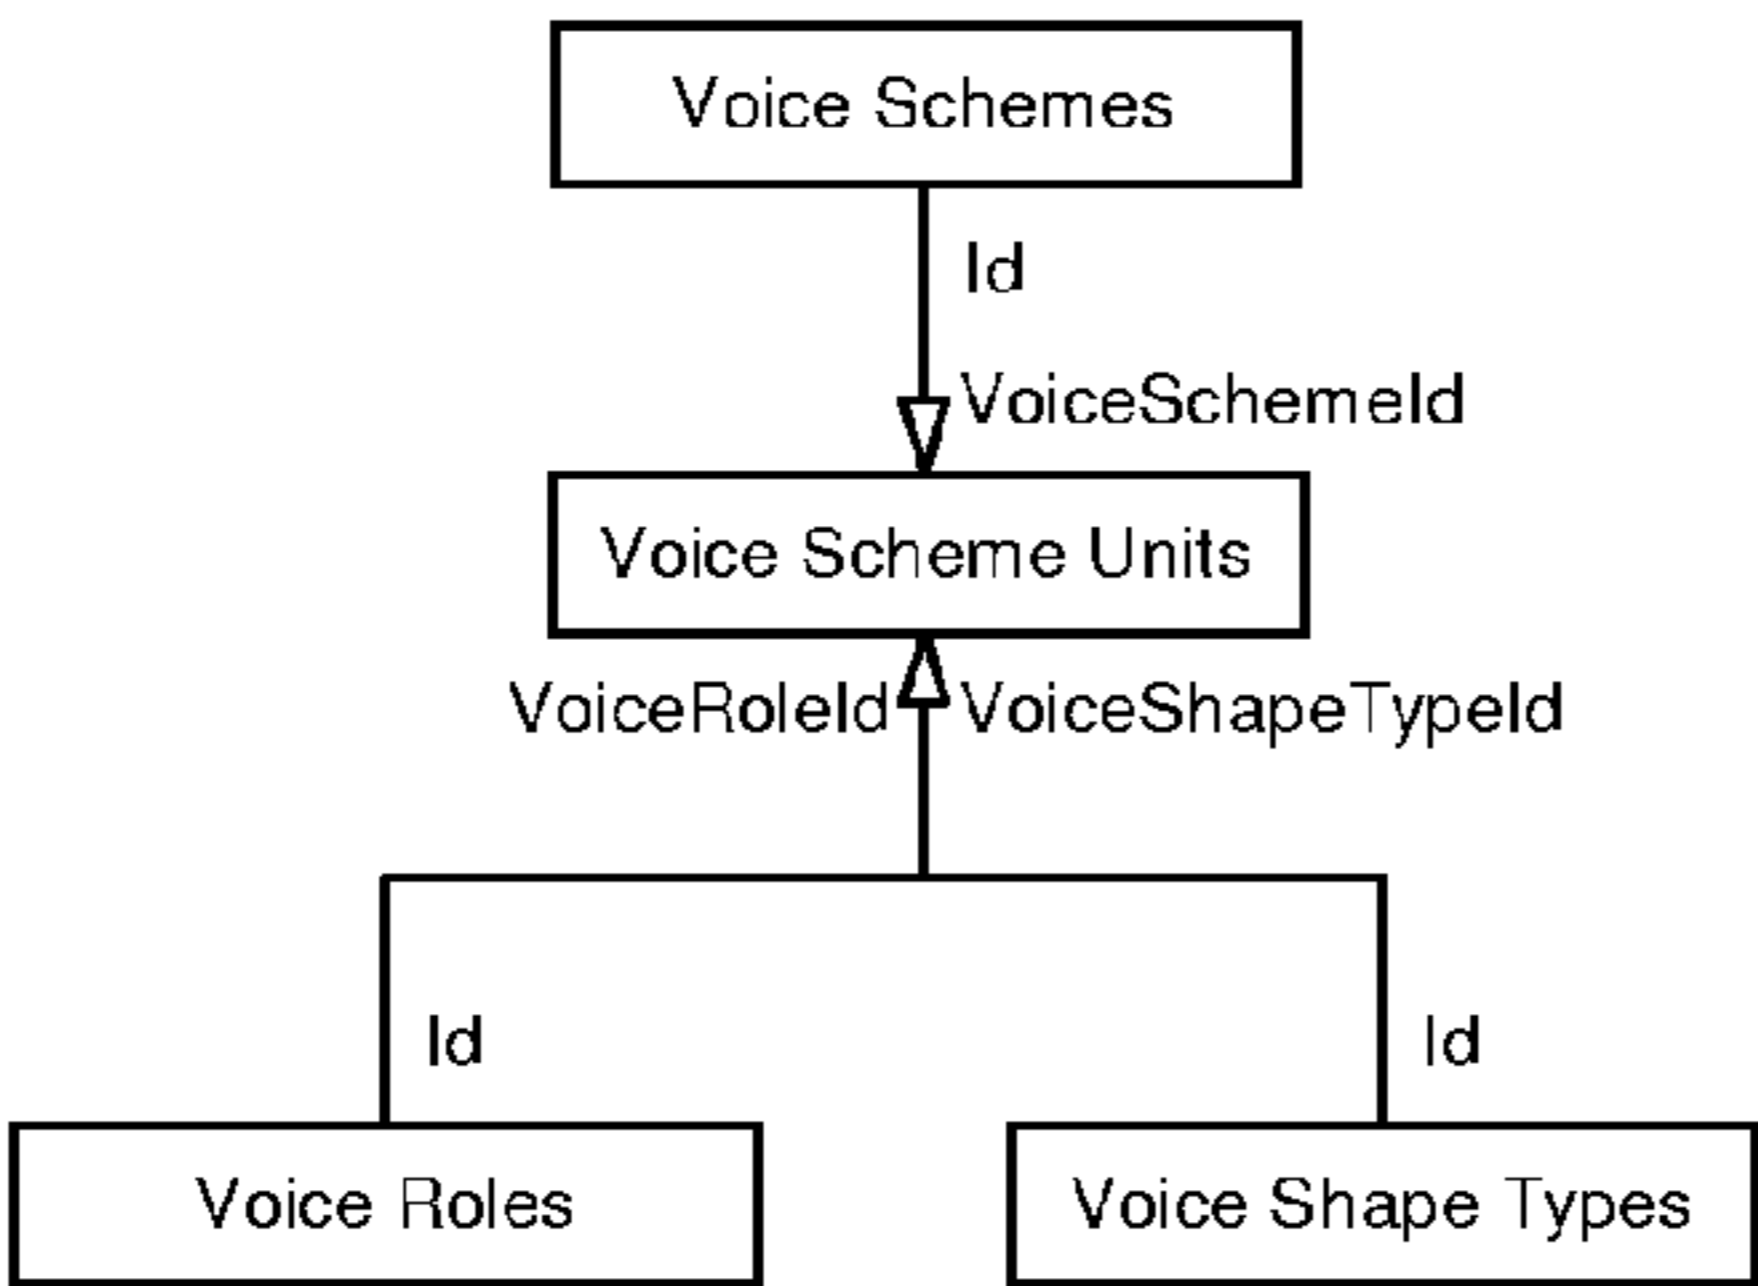 Voice Schemes
Id
VoiceSchemeId
Voice Scheme Units
VoiceRoleId VoiceShapeTypeId
Id Id
Voice Roles Voice Shape Types